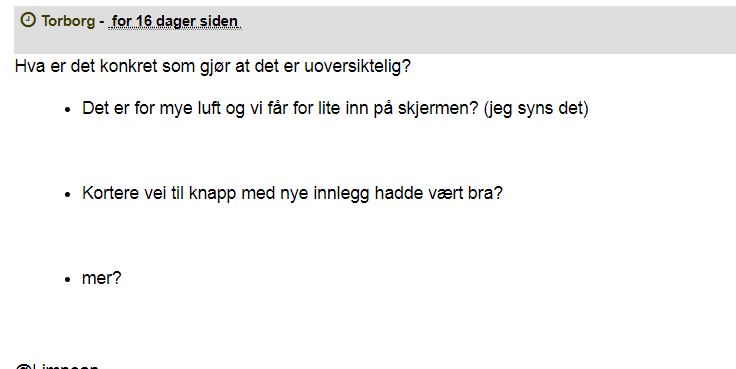 Torborg - for 16 dager siden
Hva er det konkret som gjør at det er uoversiktelig?
• Det er for mye luft og vi får for lite inn på skjermen? (jeg syns det)
• Kortere vei til knapp med nye innlegg hadde vært bra?
• mer?